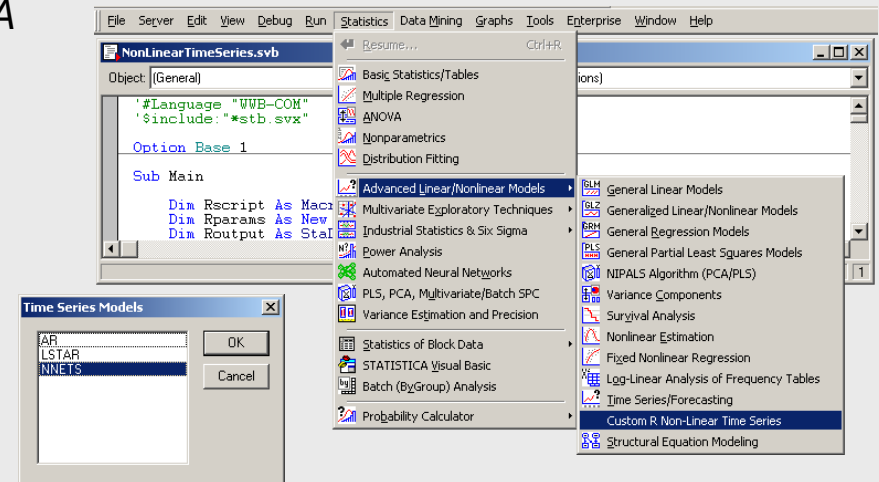 A
File Server Edit View Debug Run Statistics Data Mining Graphs Tools Enterprise Window Help
NonLinearTimeSeries.svb
Object: (General)
ions)
'#Language "WWB-COM"
'$include:"*stb.svx"
Option Base 1
Sub Main
Dim Rscript As Macr
Dim Rparams As New
Dim Routput As StaD
1
Resume... Ctrl+R
Basic Statistics/Tables
Multiple Regression
ANOVA
Nonparametrics
Distribution Fitting
Advanced Linear/Nonlinear Models
Multivariate Exploratory Techniques
Industrial Statistics & Six Sigma
Power Analysis
Automated Neural Networks
PLS, PCA, Multivariate/Batch SPC
Variance Estimation and Precision
Statistics of Block Data
STATISTICA Visual Basic
Batch (ByGroup) Analysis
Probability Calculator
General Linear Models
Generalized Linear/Nonlinear Models
General Regression Models
General Partial Least Squares Models
NIPALS Algorithm (PCA/PLS)
Variance Components
Survival Analysis
Nonlinear Estimation
Fixed Nonlinear Regression
Log-Linear Analysis of Frequency Tables
Time Series/Forecasting
Custom R Non-Linear Time Series
Structural Equation Modeling
Time Series Models
AR
LSTAR
NNETS
OK
Cancel